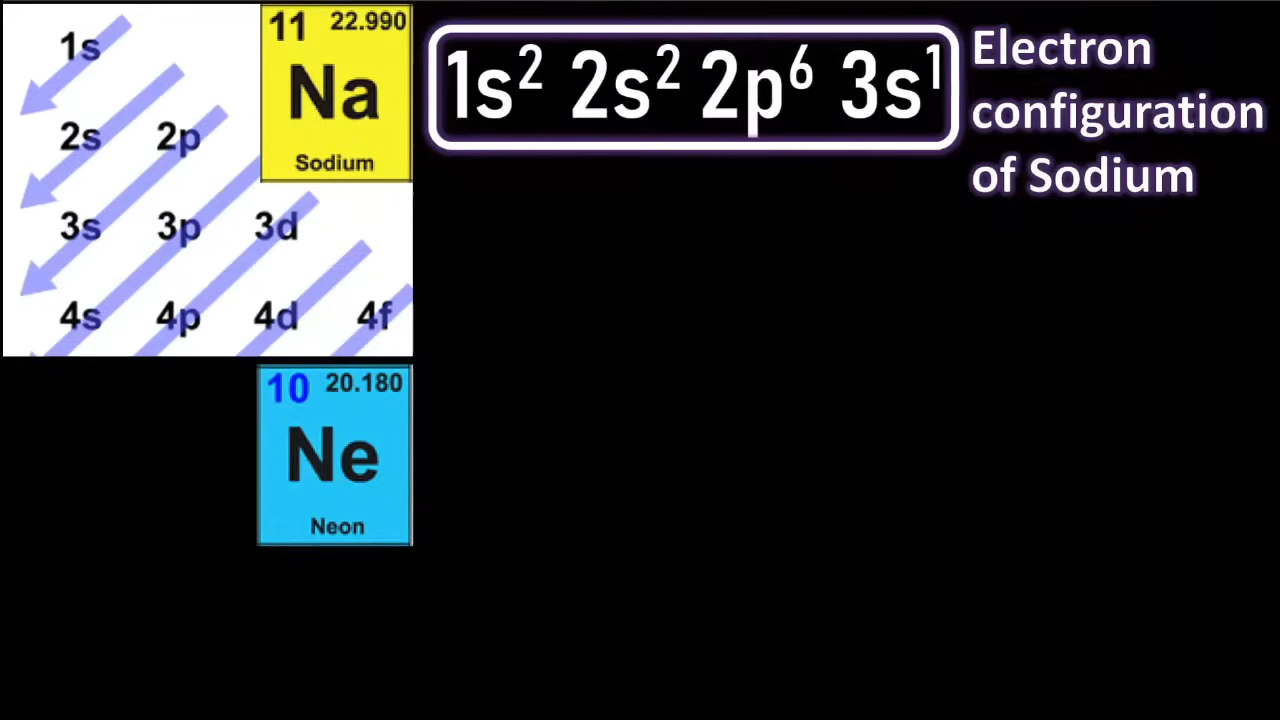 1s
2s 2p
3s 3p 3d
4s 4p 4d 4f
11 22.990
Na
Sodium
1s² 2s² 2p⁶ 3s¹
Electron
configuration
of Sodium
10 20.180
Ne
Neon